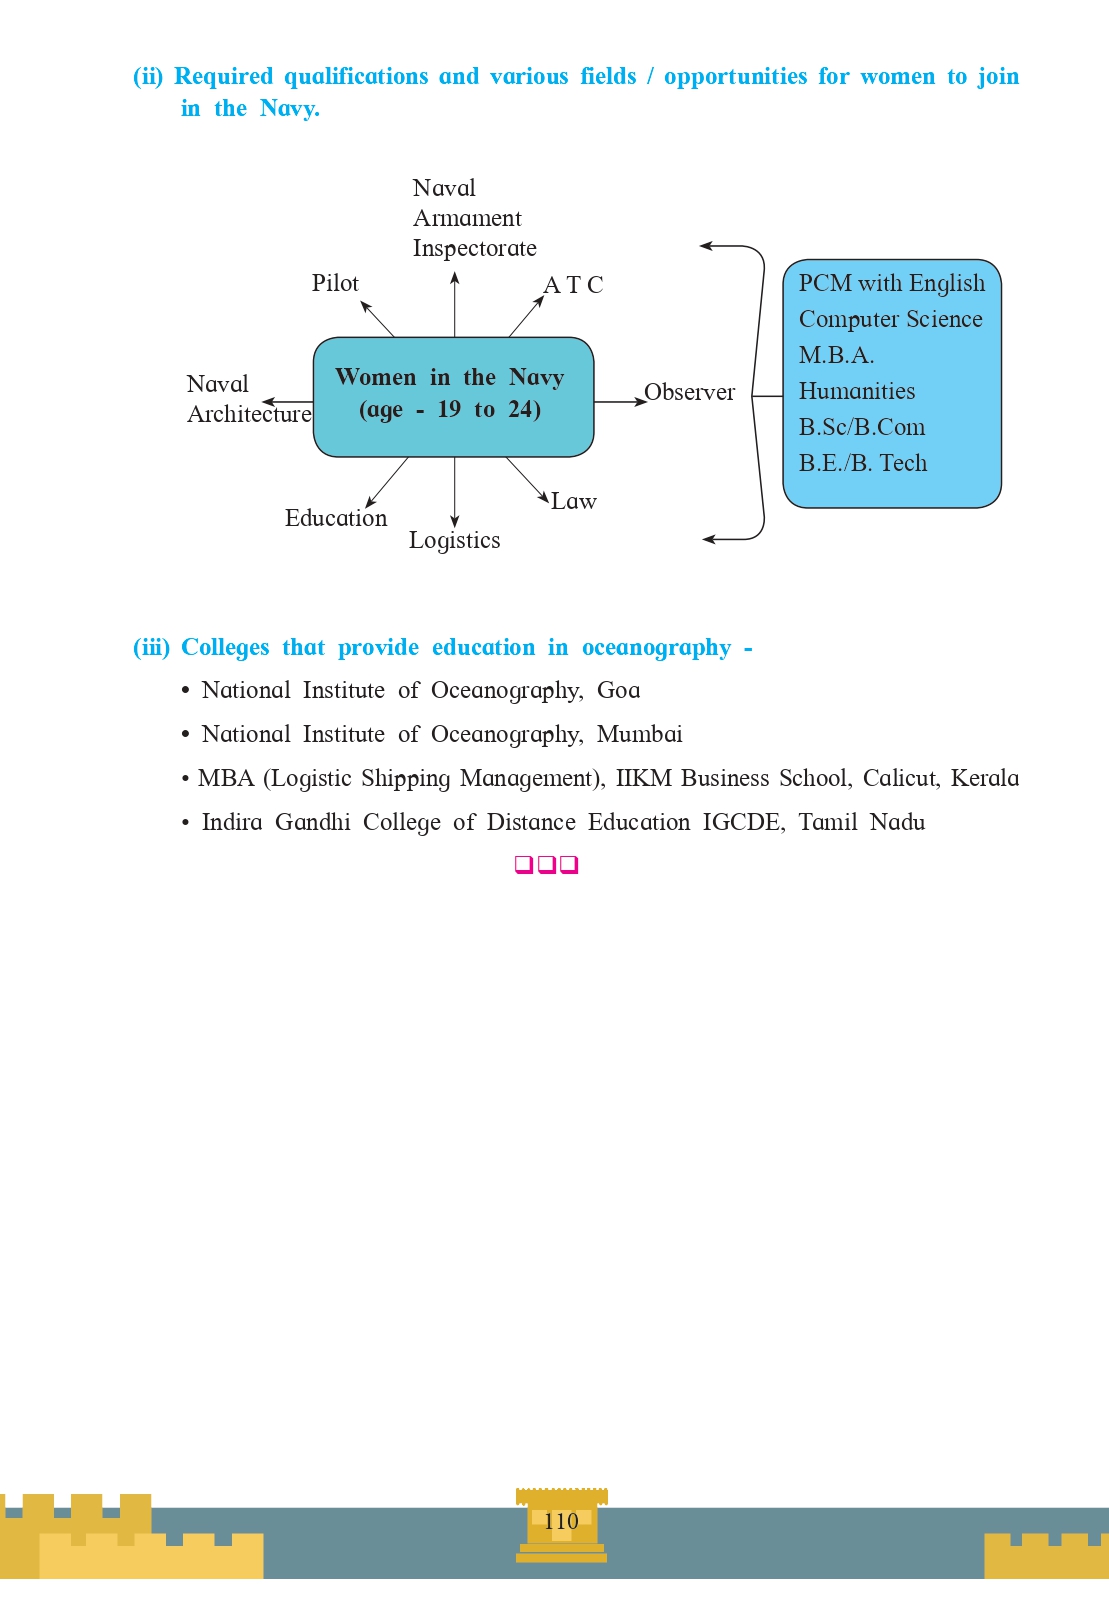 (ii) Required qualifications and various fields / opportunities for women to join
in the Navy.
Naval
Armament
Inspectorate
Pilot
A T C
Naval
Architecture
Women in the Navy
(age - 19 to 24)
Observer
Education
Logistics
Law
PCM with English
Computer Science
M.B.A.
Humanities
B.Sc/B.Com
B.E./B. Tech
(iii) Colleges that provide education in oceanography -
• National Institute of Oceanography, Goa
• National Institute of Oceanography, Mumbai
• MBA (Logistic Shipping Management), IIKM Business School, Calicut, Kerala
• Indira Gandhi College of Distance Education IGCDE, Tamil Nadu
❑❑❑
110